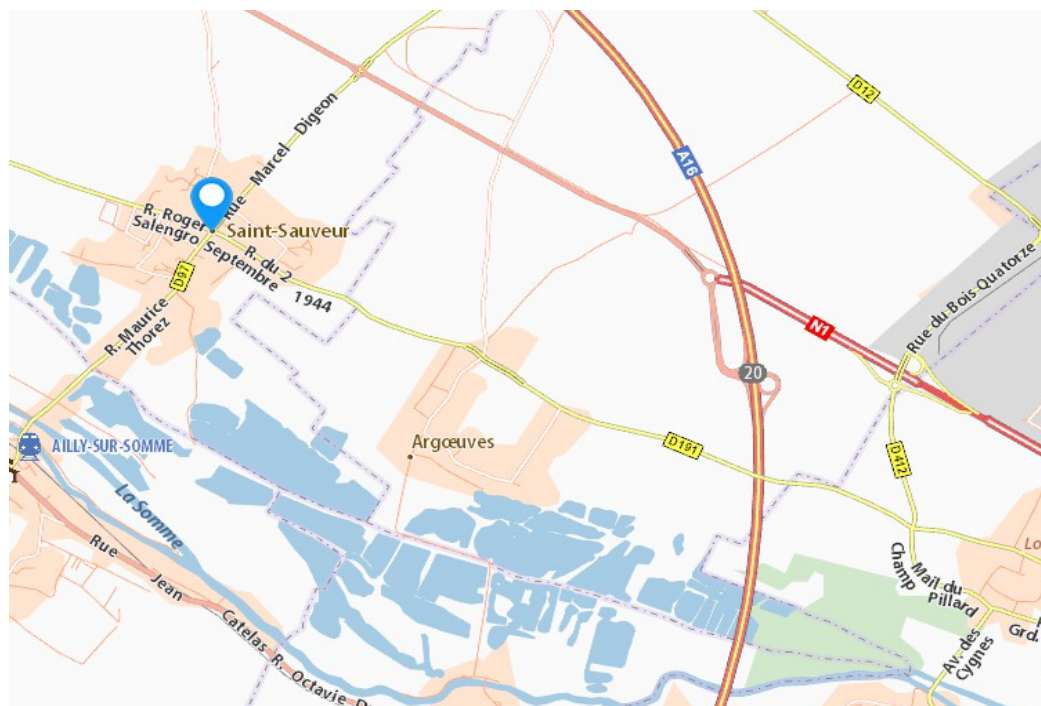 D12
Rue Marcel Digeon
A16
R. Roger
Salengro
Saint-Sauveur
R. du 2
Septembre 1944
D97
R. Maurice
Thorez
Rue du Bois Quatorze
N1
20
AILLY-SUR-SOMME
Argœuves
D191
D412
La Somme
Champ
Mail du
Pillard
Lo
Rue Jean Catelas
R. Octavie D
Grd.
Av. des
Cygnes